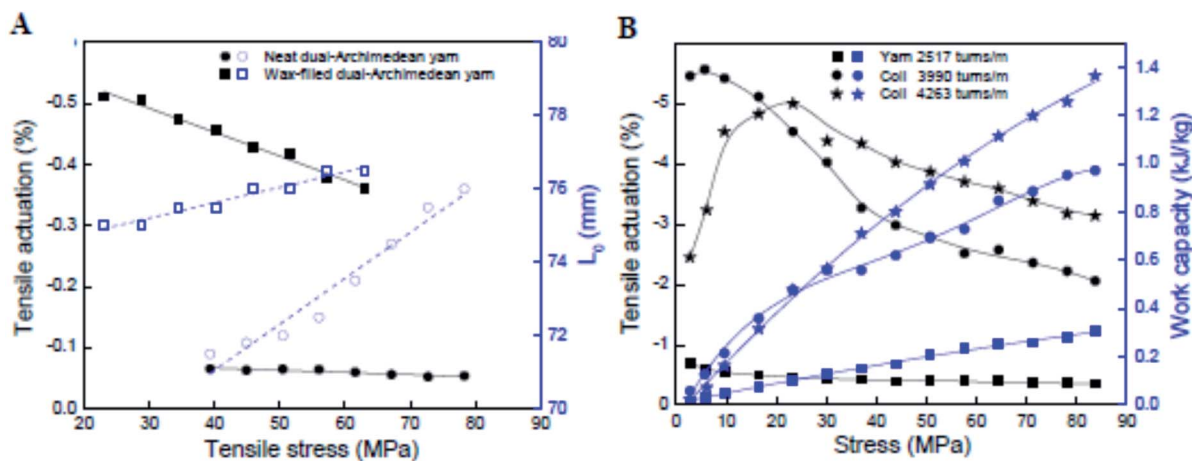 A
B
80
Neat dual-Archimedean yarn
Wax-filled dual-Archimedean yarn
-0.5
-0.4
-0.3
-0.2
-0.1
0.0
Tensile actuation (%)
78
76
74
72
70
L0 (mm)
20 30 40 50 60 70 80 90
Tensile stress (MPa)
Yarn 2517 turns/m
Coil 3990 turns/m
Coil 4263 turns/m
-5
-4
-3
-2
-1
0
Tensile actuation (%)
1.4
1.2
1.0
0.8
0.6
0.4
0.2
0.0
Work capacity (kJ/kg)
0 10 20 30 40 50 60 70 80 90
Stress (MPa)